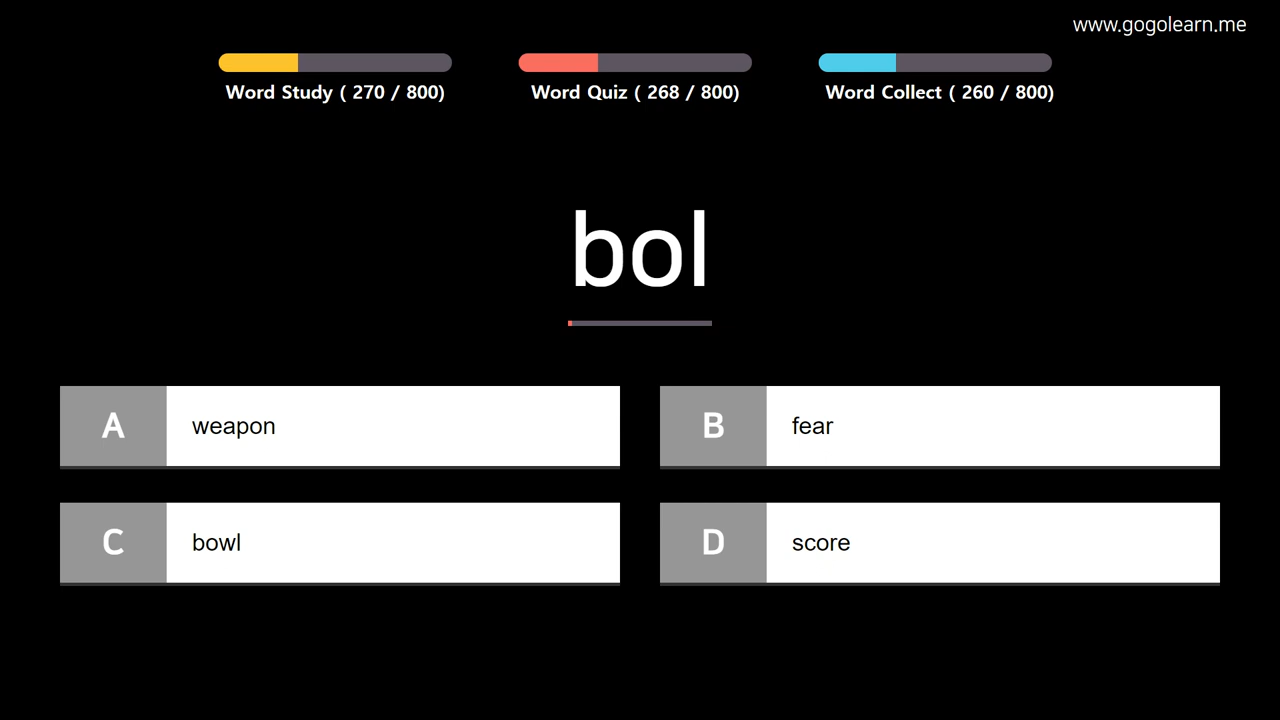 www.gogolearn.me
Word Study ( 270 / 800)
Word Quiz ( 268 / 800)
Word Collect ( 260 / 800)
bol
A weapon
B fear
C bowl
D score